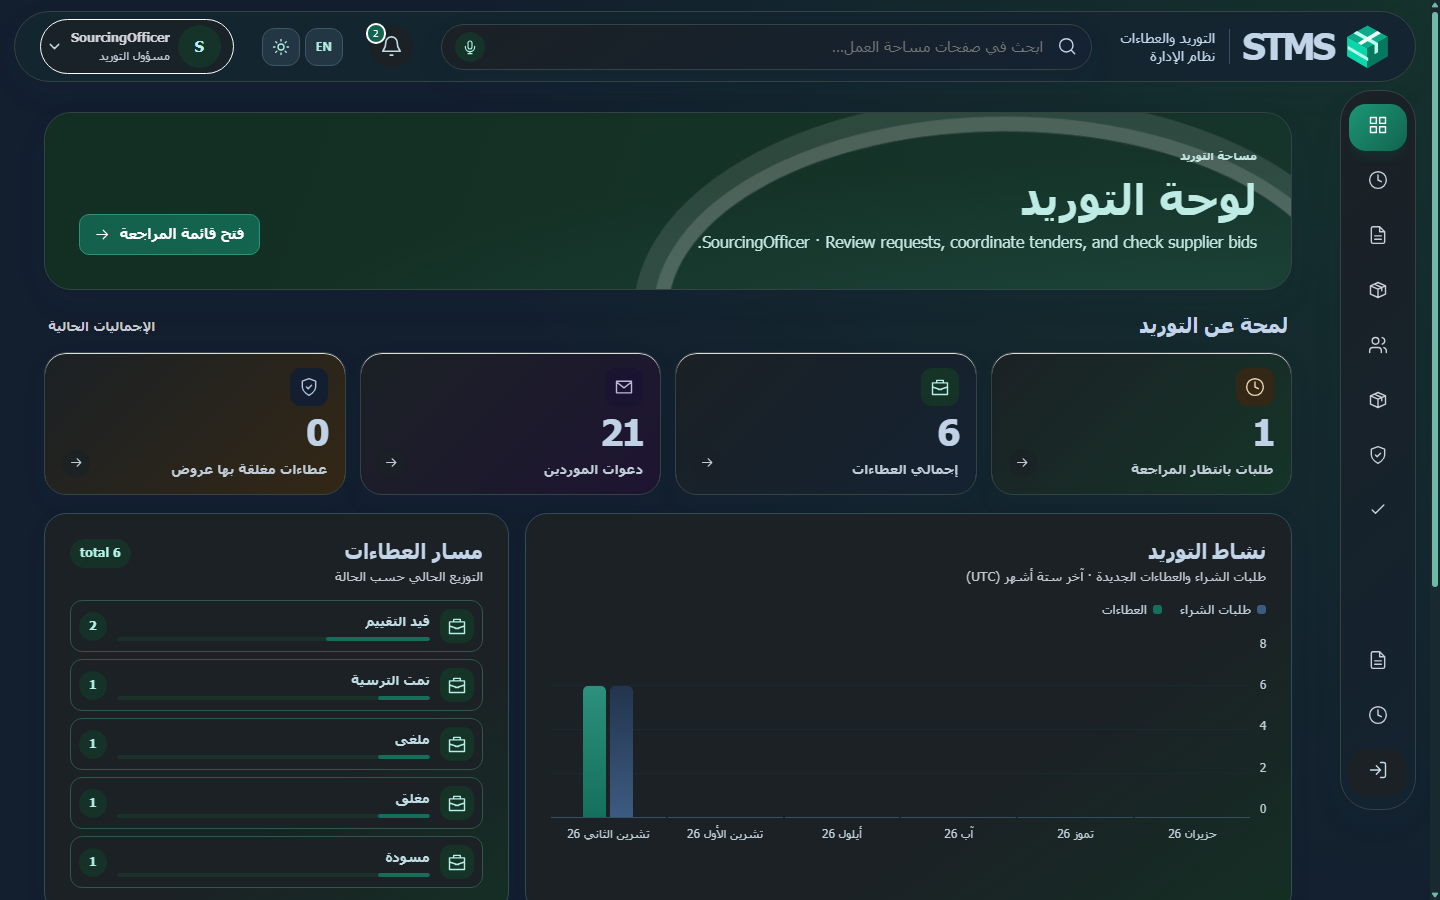 STMS
التوريد والعطاءات
نظام الإدارة
ابحث في صفحات مساحة العمل...
2
EN
SourcingOfficer
مسؤول التوريد
S
مساحة التوريد
لوحة التوريد
SourcingOfficer · Review requests, coordinate tenders, and check supplier bids.
فتح قائمة المراجعة
لمحة عن التوريد
الإجماليات الحالية
1
طلبات بانتظار المراجعة
6
إجمالي العطاءات
21
دعوات الموردين
0
عطاءات مغلقة بها عروض
نشاط التوريد
طلبات الشراء والعطاءات الجديدة · آخر ستة أشهر (UTC)
طلبات الشراء
العطاءات
8
6
4
2
0
حزيران 26
تموز 26
آب 26
أيلول 26
تشرين الأول 26
تشرين الثاني 26
مسار العطاءات
التوزيع الحالي حسب الحالة
total 6
قيد التقييم
2
تمت الترسية
1
ملغى
1
مغلق
1
مسودة
1